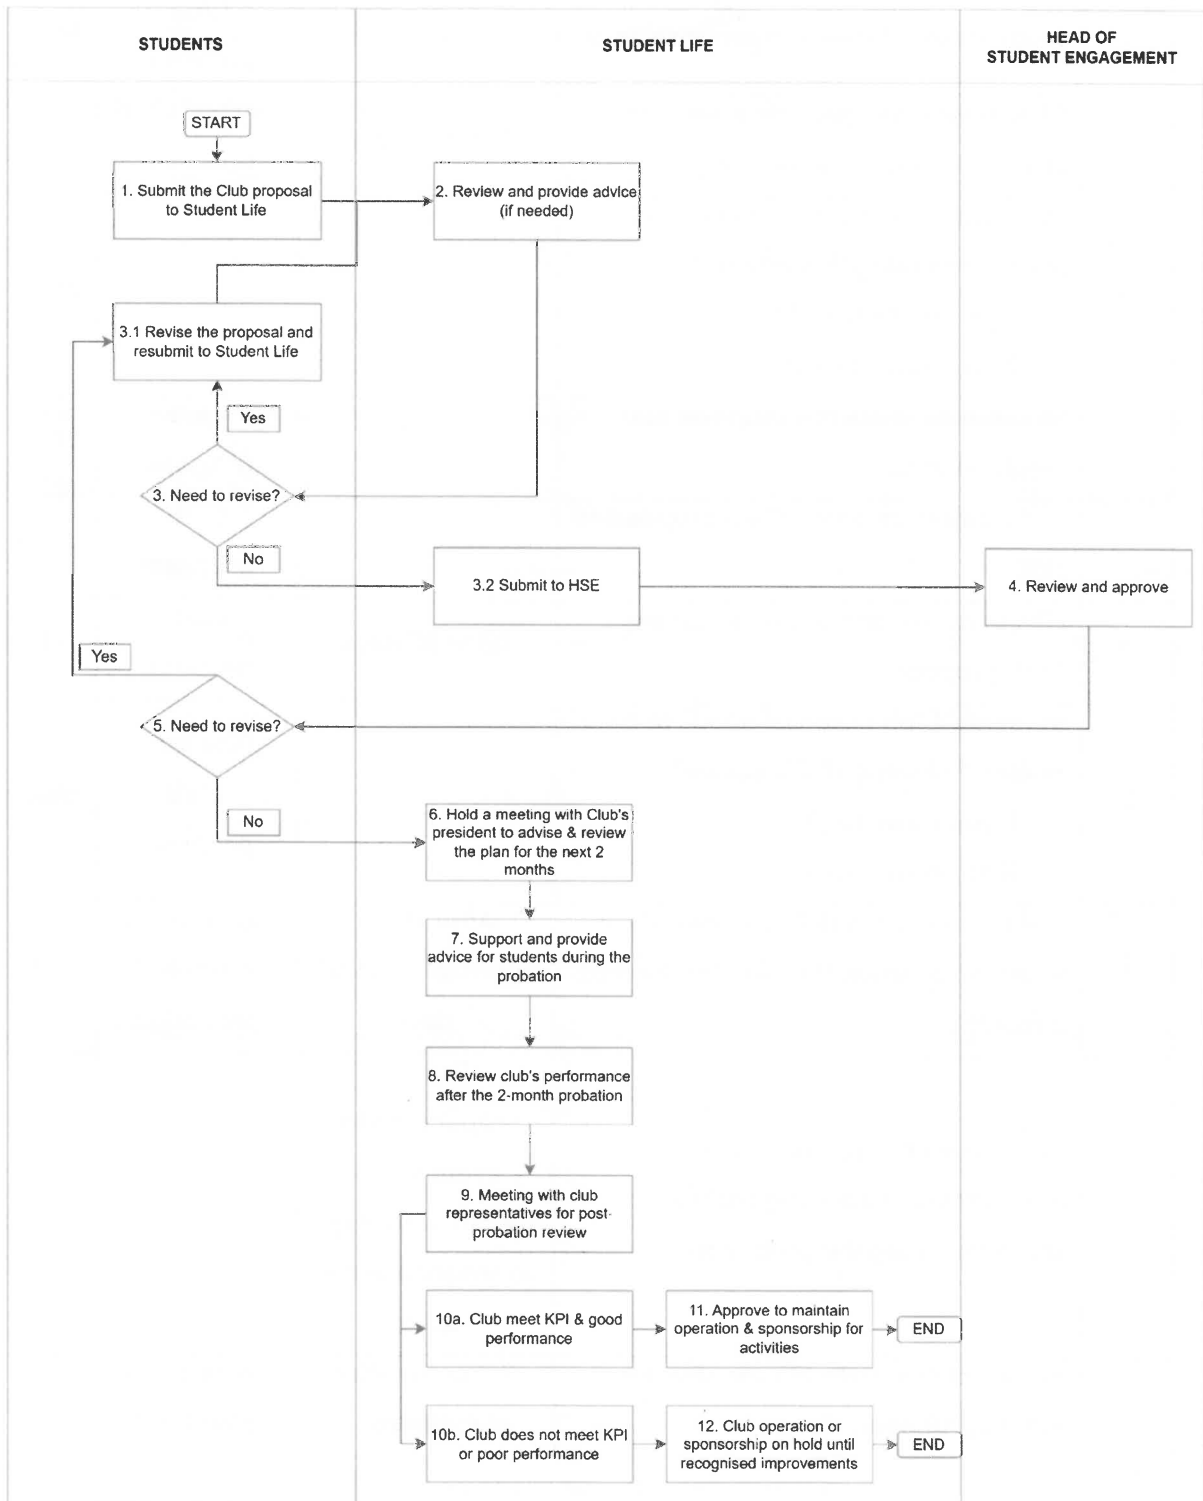 STUDENTS
STUDENT LIFE
HEAD OF
STUDENT ENGAGEMENT
START
1. Submit the Club proposal
to Student Life
2. Review and provide advice
(if needed)
3.1 Revise the proposal and
resubmit to Student Life
Yes
3. Need to revise?
No
3.2 Submit to HSE
4. Review and approve
Yes
5. Need to revise?
No
6. Hold a meeting with Club's
president to advise & review
the plan for the next 2
months
7. Support and provide
advice for students during the
probation
8. Review club's performance
after the 2-month probation
9. Meeting with club
representatives for post-
probation review
10a. Club meet KPI & good
performance
11. Approve to maintain
operation & sponsorship for
activities
END
10b. Club does not meet KPI
or poor performance
12. Club operation or
sponsorship on hold until
recognised improvements
END